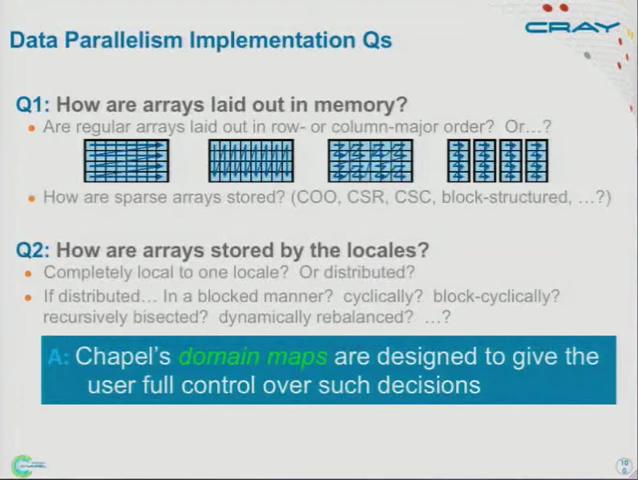 CRAY
Data Parallelism Implementation Qs
Q1: How are arrays laid out in memory?
• Are regular arrays laid out in row- or column-major order? Or…?
• How are sparse arrays stored? (COO, CSR, CSC, block-structured, …?)
Q2: How are arrays stored by the locales?
• Completely local to one locale? Or distributed?
• If distributed… In a blocked manner? cyclically? block-cyclically?
recursively bisected? dynamically rebalanced? …?
A: Chapel's domain maps are designed to give the
user full control over such decisions